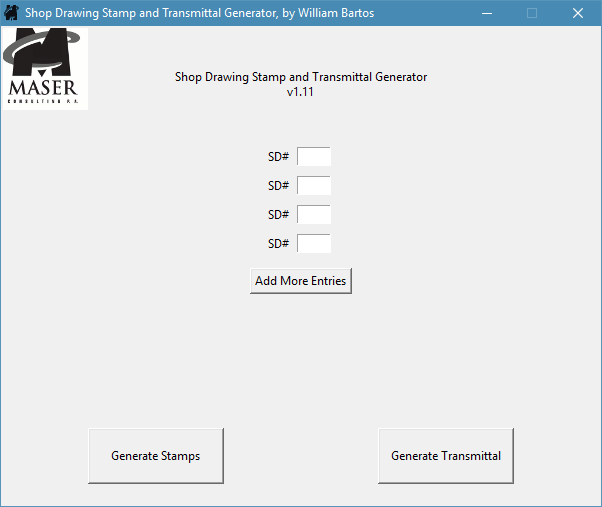 Shop Drawing Stamp and Transmittal Generator, by William Bartos
MASER
CONSULTING P.A.
Shop Drawing Stamp and Transmittal Generator
v1.11
SD#
SD#
SD#
SD#
Add More Entries
Generate Stamps
Generate Transmittal